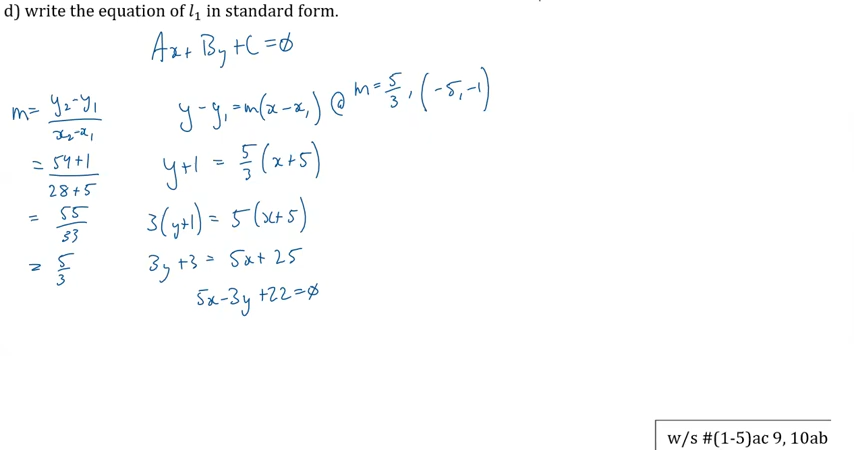 d) write the equation of l₁ in standard form.
Ax + By + C = 0
m = (y₂-y₁)/(x₂-x₁)
= (54+1)/(28+5)
= 55/33
= 5/3
y - y₁ = m(x - x₁) @ m = 5/3, (-5, -1)
y+1 = 5/3 (x+5)
3(y+1) = 5(x+5)
3y+3 = 5x+25
5x-3y+22=0
w/s #(1-5)ac 9, 10ab